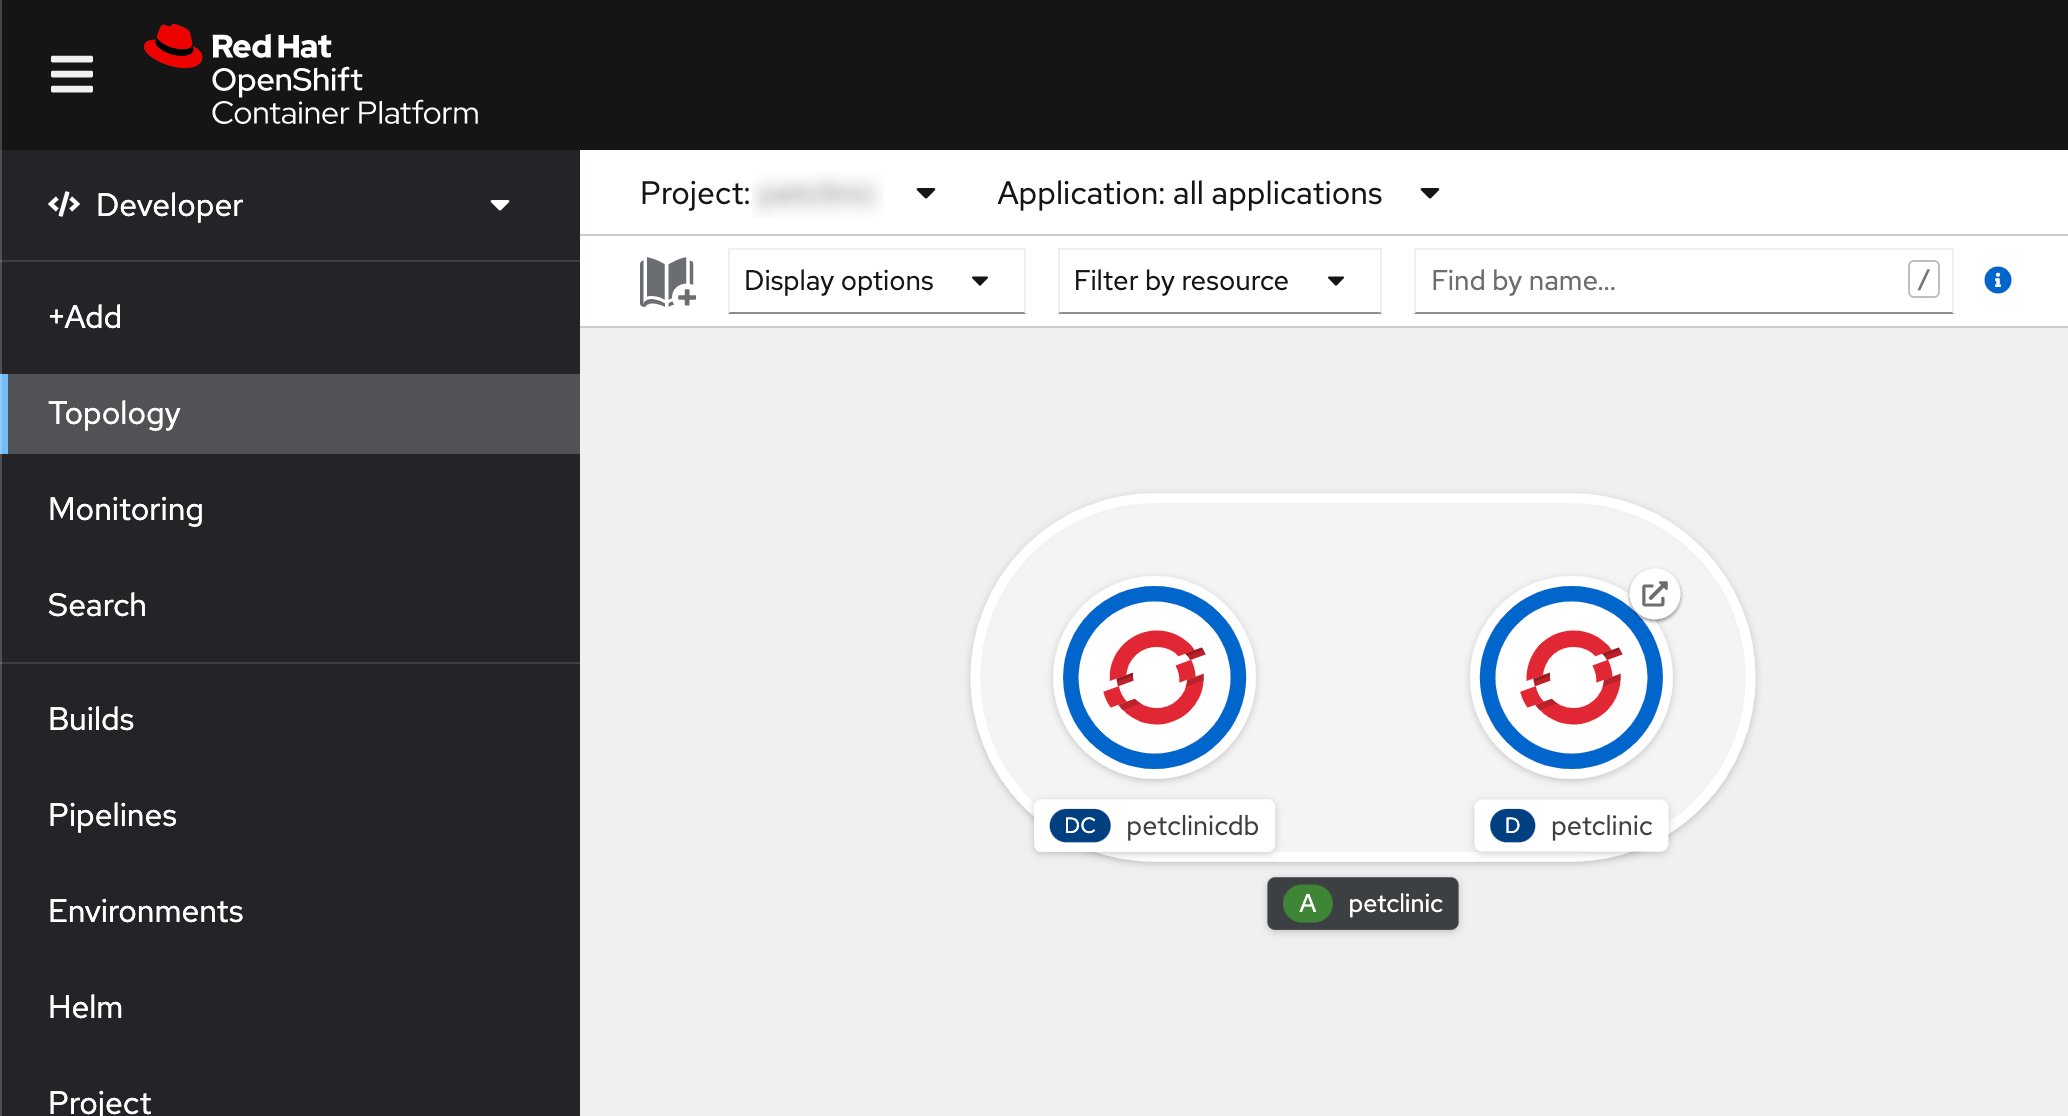 Red Hat
OpenShift
Container Platform
Developer
+Add
Topology
Monitoring
Search
Builds
Pipelines
Environments
Helm
Project
Project:
Application: all applications
Display options
Filter by resource
Find by name...
/
DC petclinicdb
D petclinic
A petclinic